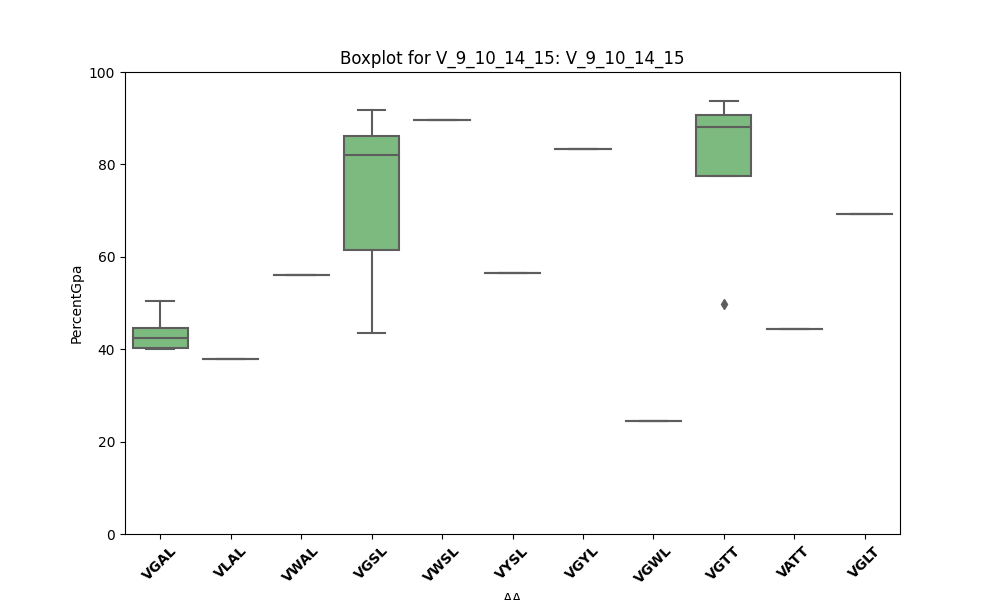 Boxplot for V_9_10_14_15: V_9_10_14_15
PercentGpa
100
80
60
40
20
0
VGAL
VLAL
VWAL
VGSL
VWSL
VYSL
VGYL
VGWL
VGTT
VATT
VGLT
AA